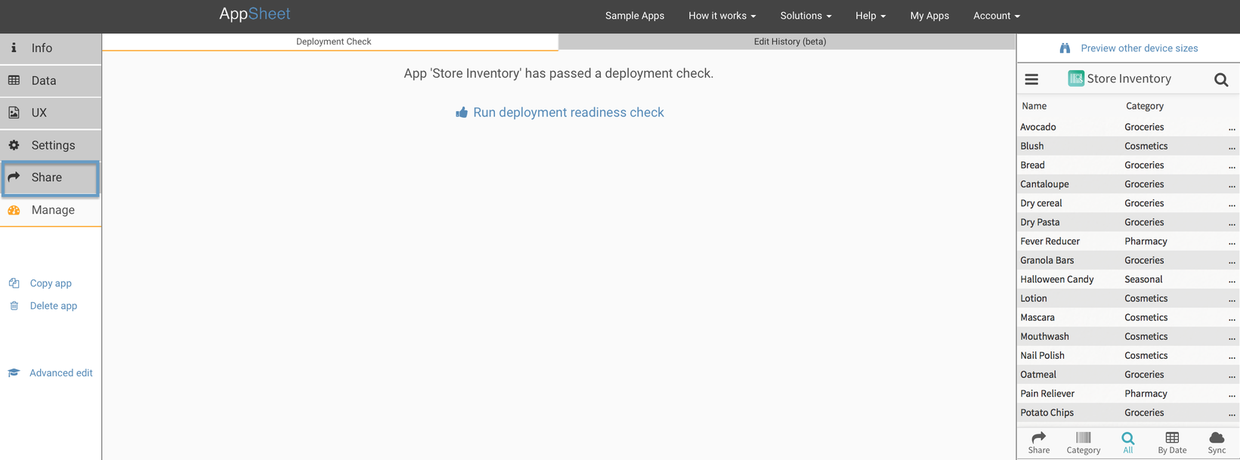 AppSheet
Sample Apps How it works Solutions Help My Apps Account
Info
Data
UX
Settings
Share
Manage
Copy app
Delete app
Advanced edit
Deployment Check Edit History (beta)
App 'Store Inventory' has passed a deployment check.
Run deployment readiness check
Preview other device sizes
Store Inventory
Name Category
Avocado Groceries ...
Blush Cosmetics ...
Bread Groceries ...
Cantaloupe Groceries ...
Dry cereal Groceries ...
Dry Pasta Groceries ...
Fever Reducer Pharmacy ...
Granola Bars Groceries ...
Halloween Candy Seasonal ...
Lotion Cosmetics ...
Mascara Cosmetics ...
Mouthwash Cosmetics ...
Nail Polish Cosmetics ...
Oatmeal Groceries ...
Pain Reliever Pharmacy ...
Potato Chips Groceries ...
Share Category All By Date Sync